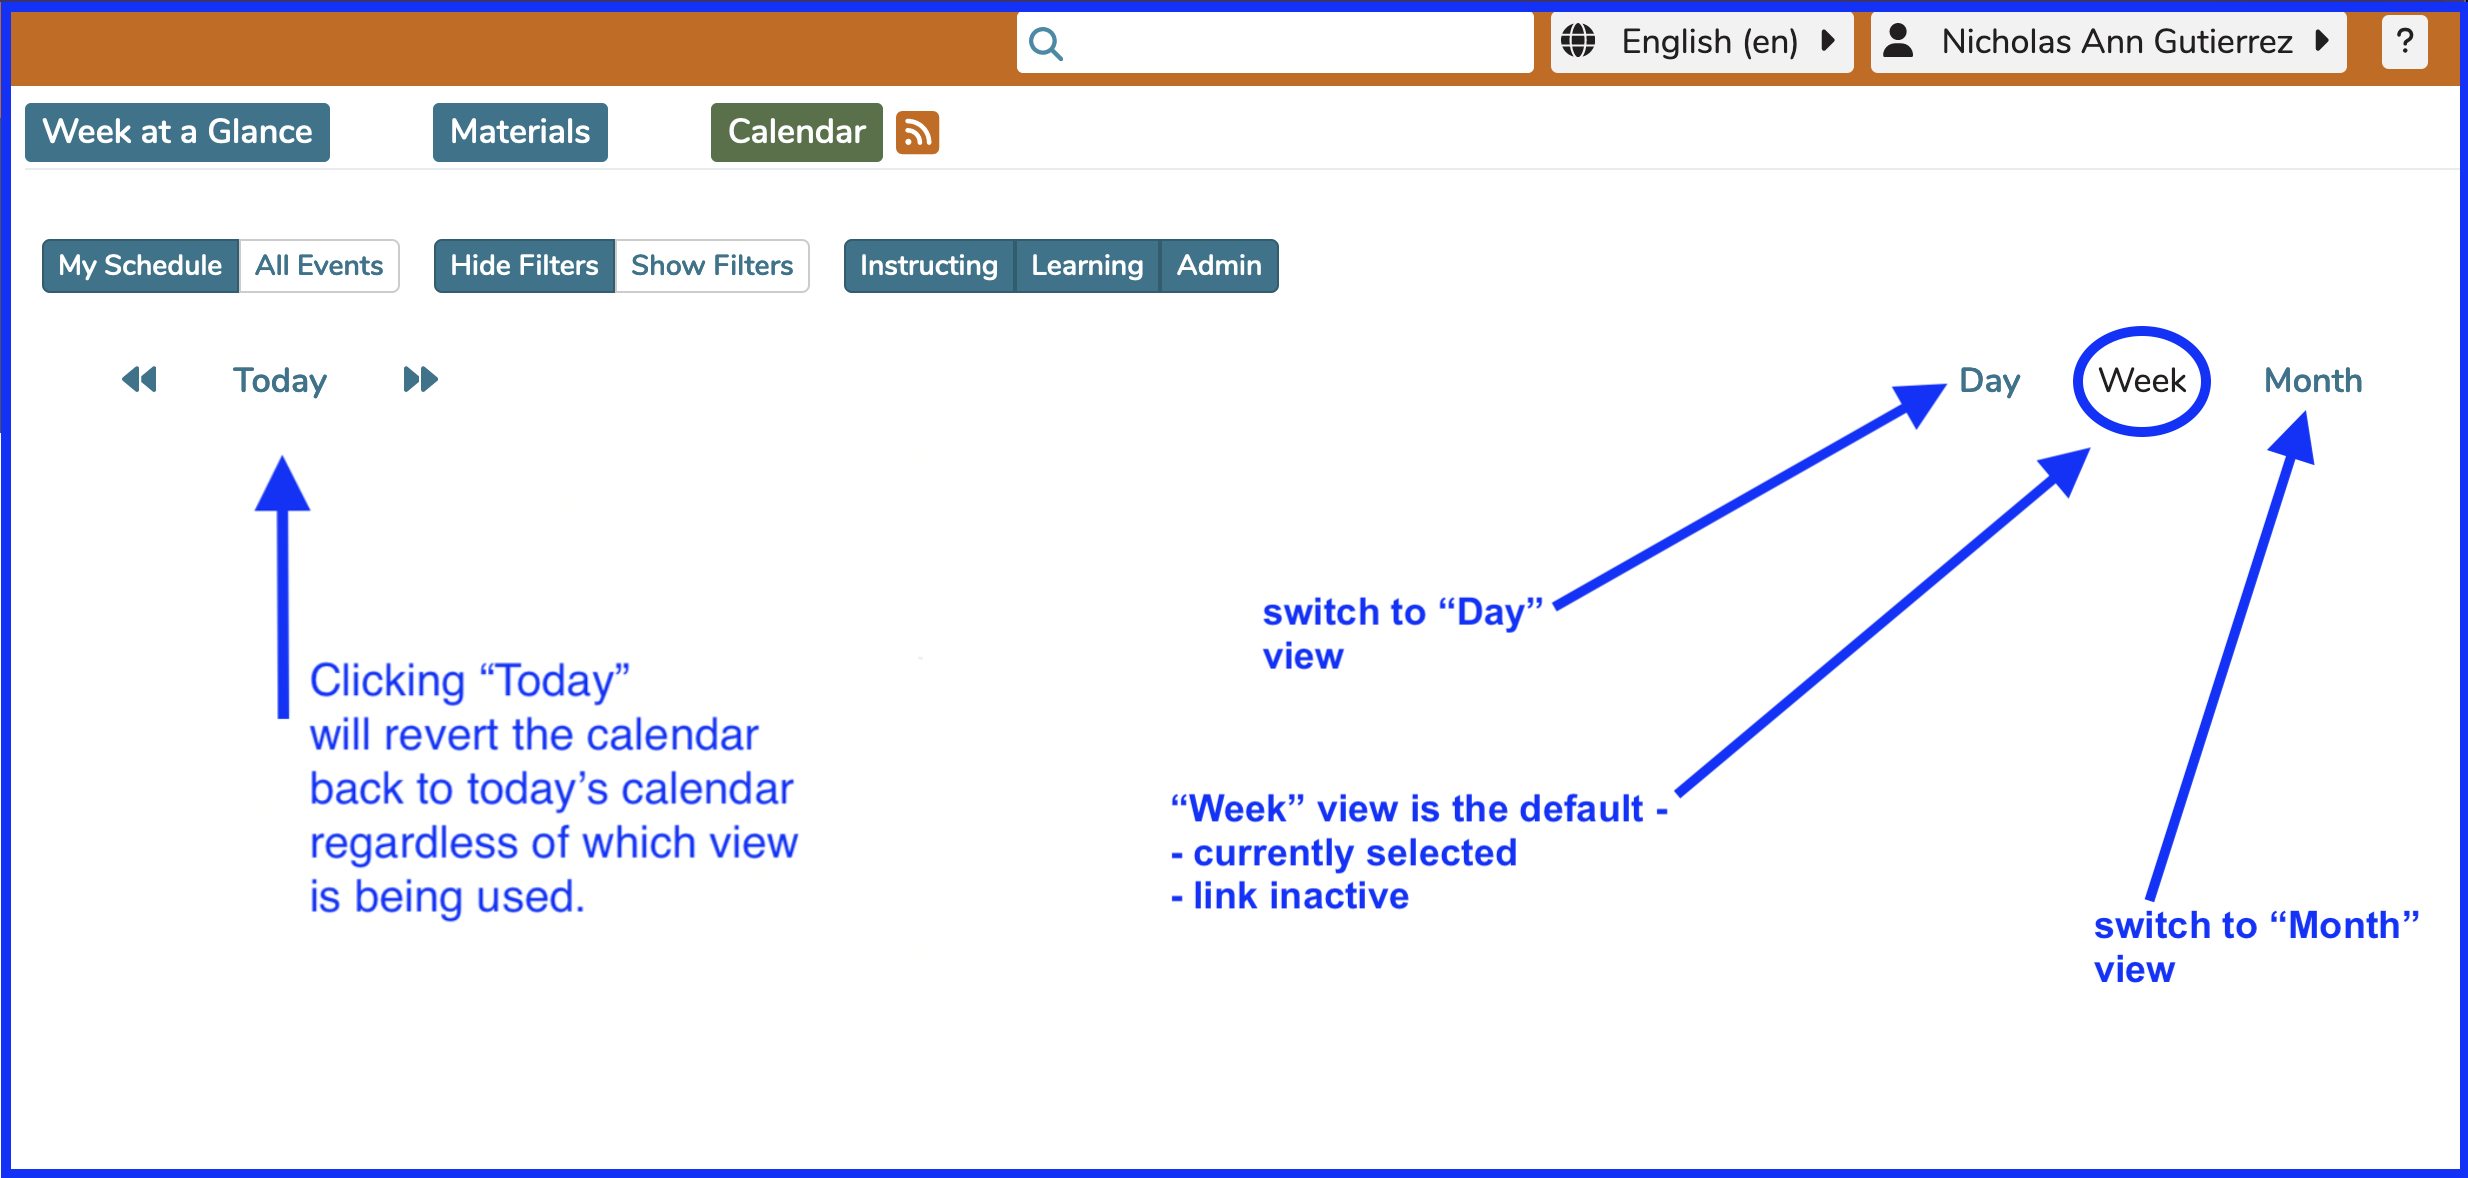 English (en)
Nicholas Ann Gutierrez
?
Week at a Glance
Materials
Calendar
My Schedule
All Events
Hide Filters
Show Filters
Instructing
Learning
Admin
Today
Day
Week
Month
switch to “Day”
view
Clicking “Today”
will revert the calendar
back to today’s calendar
regardless of which view
is being used.
“Week” view is the default -
- currently selected
- link inactive
switch to “Month”
view